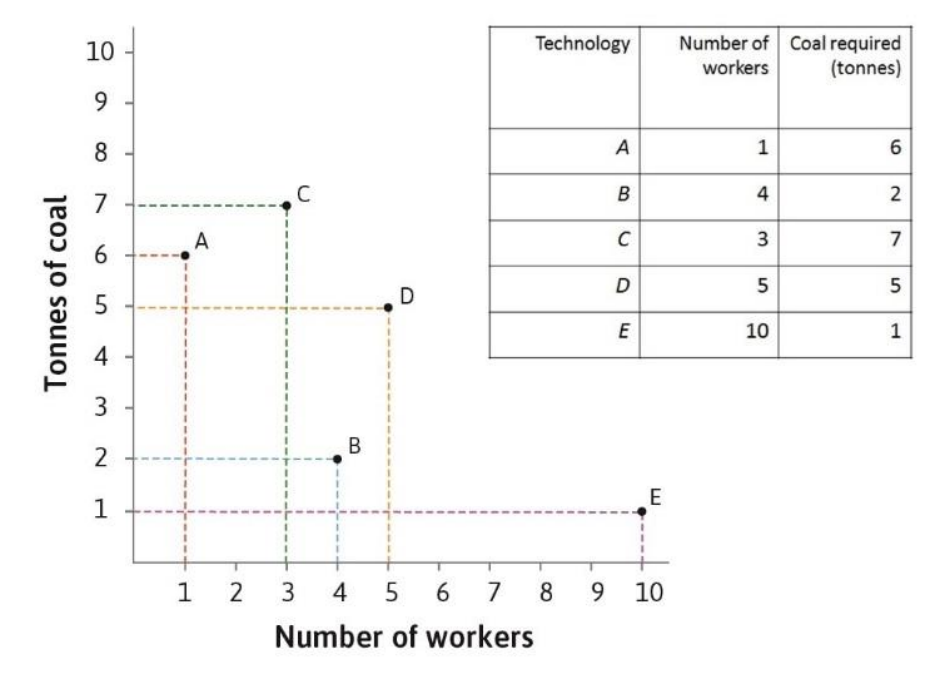 10
9
8
7
6
5
4
3
2
1
Tonnes of coal
C
A
D
B
E
1 2 3 4 5 6 7 8 9 10
Number of workers
Technology Number of workers Coal required (tonnes)
A 1 6
B 4 2
C 3 7
D 5 5
E 10 1